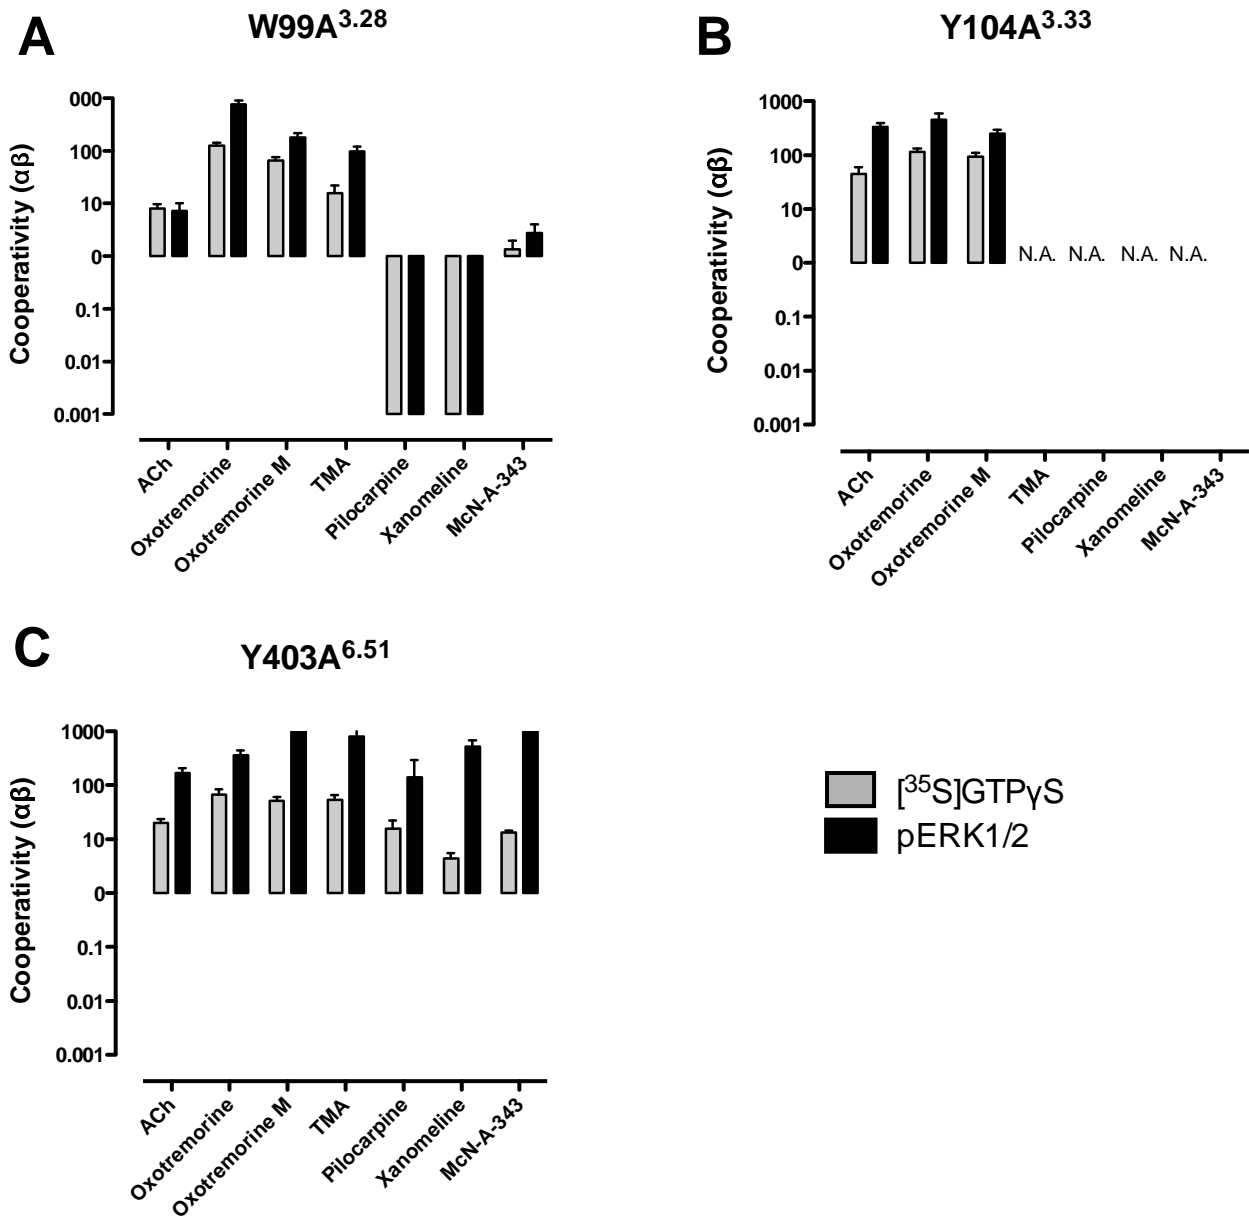 A
W99A3.28
Cooperativity (αβ)
000
100
10
0
0.1
0.01
0.001
ACh
Oxotremorine
Oxotremorine M
TMA
Pilocarpine
Xanomeline
McN-A-343
B
Y104A3.33
Cooperativity (αβ)
1000
100
10
0
0.1
0.01
0.001
N.A. N.A. N.A. N.A.
ACh
Oxotremorine
Oxotremorine M
TMA
Pilocarpine
Xanomeline
McN-A-343
C
Y403A6.51
Cooperativity (αβ)
1000
100
10
0
0.1
0.01
0.001
ACh
Oxotremorine
Oxotremorine M
TMA
Pilocarpine
Xanomeline
McN-A-343
[35S]GTPγS
pERK1/2